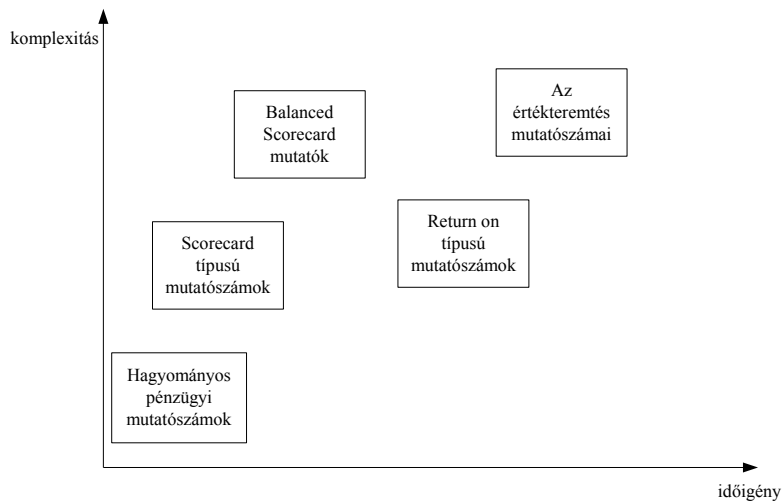 komplexitás
Balanced
Scorecard
mutatók
Az
értékteremtés
mutatószámai
Scorecard
típusú
mutatószámok
Return on
típusú
mutatószámok
Hagyományos
pénzügyi
mutatószámok
időigény